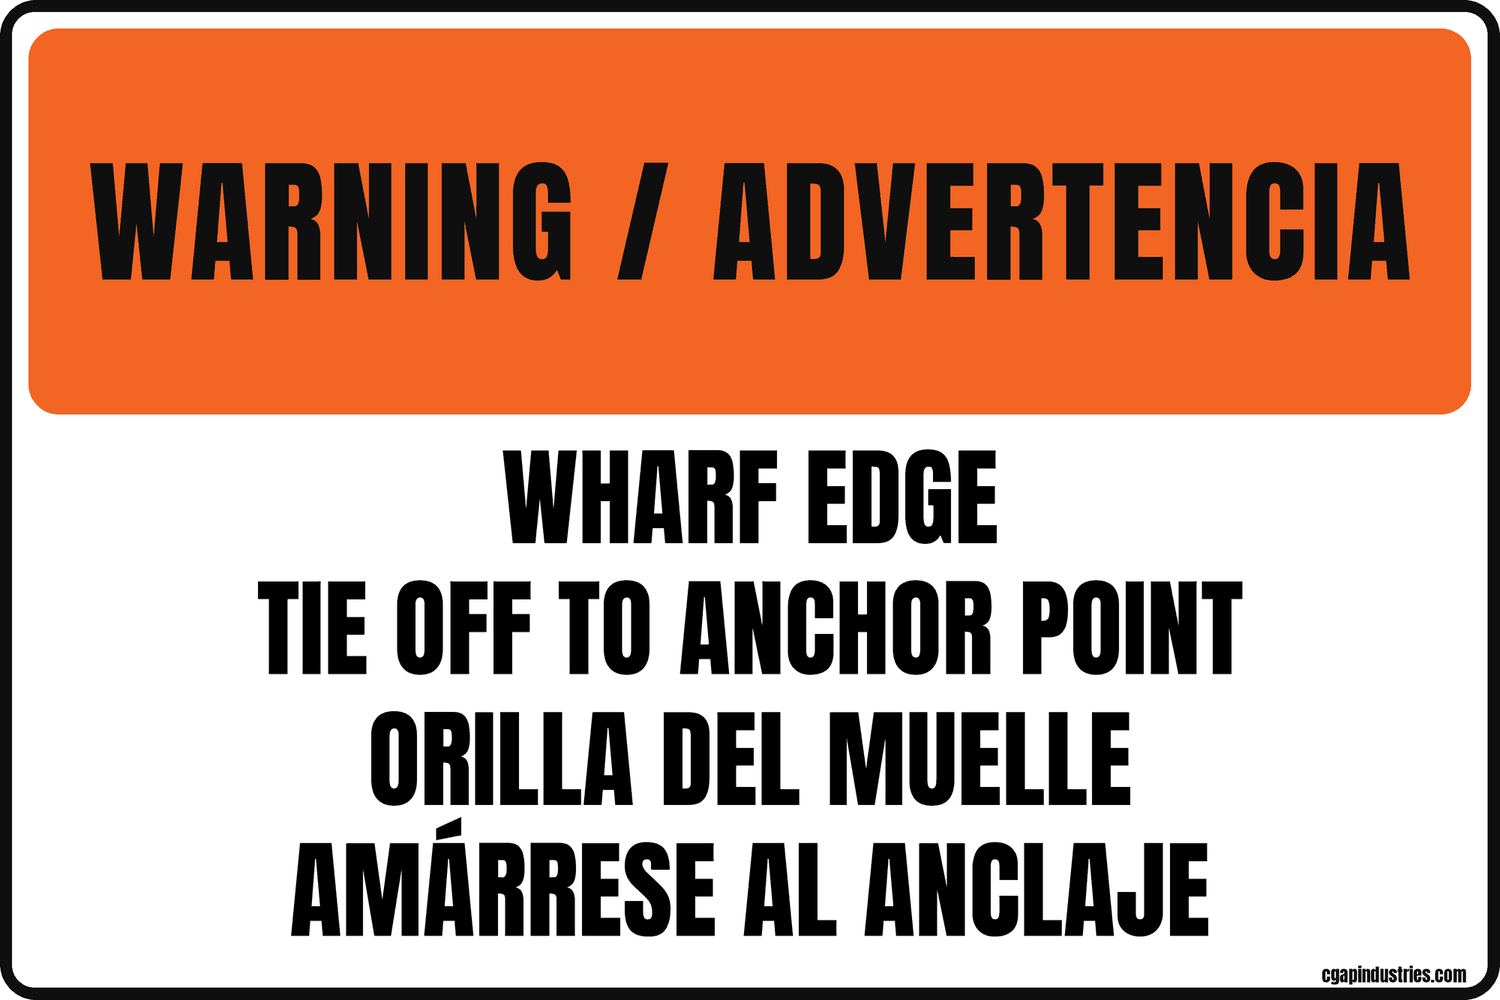 WARNING / ADVERTENCIA
WHARF EDGE
TIE OFF TO ANCHOR POINT
ORILLA DEL MUELLE
AMÁRRESE AL ANCLAJE
cgapindustries.com